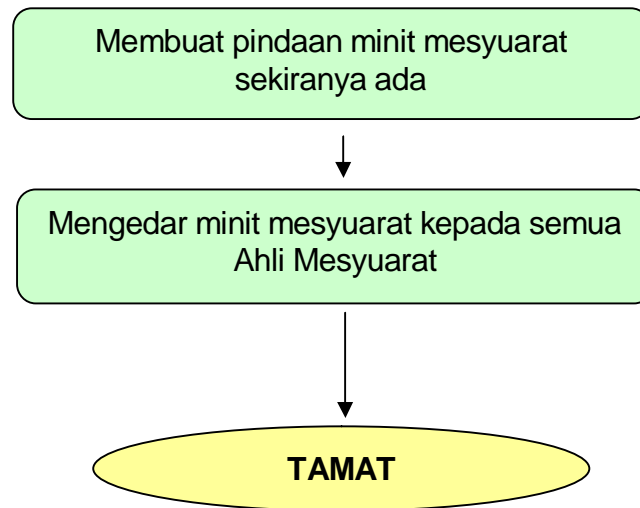 Membuat pindaan minit mesyuarat
sekiranya ada
Mengedar minit mesyuarat kepada semua
Ahli Mesyuarat
TAMAT